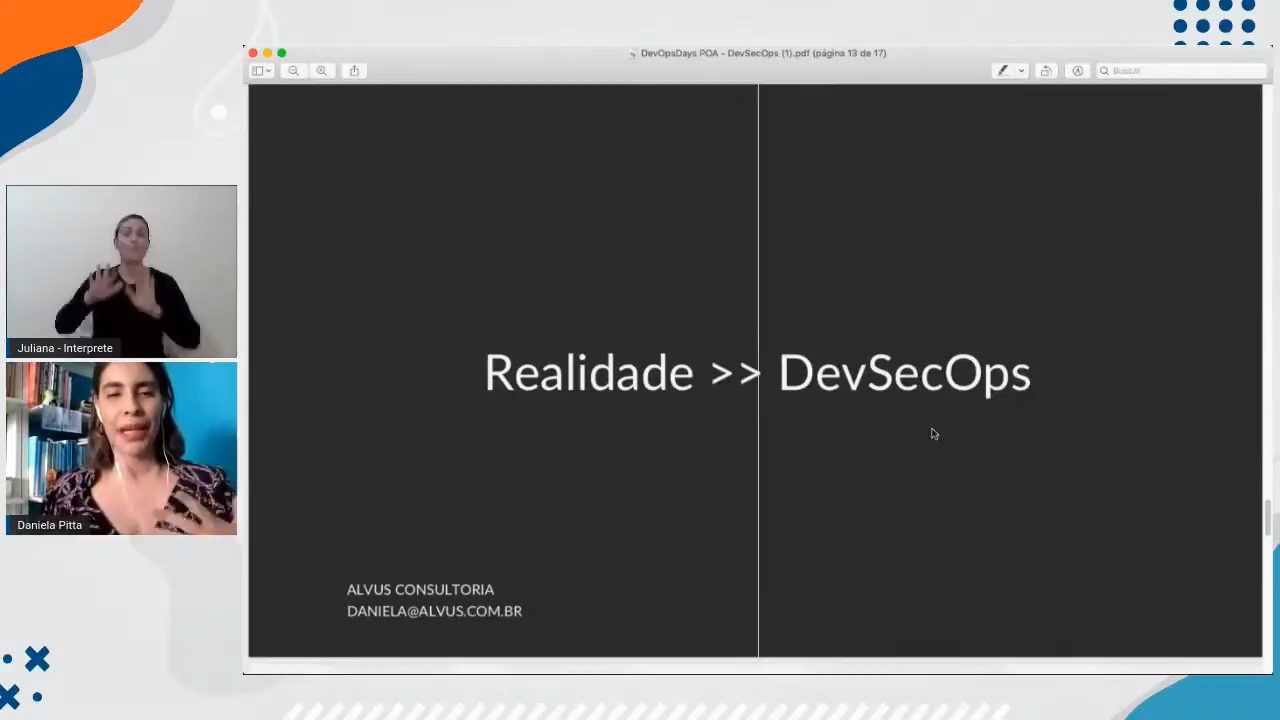 DevOpsDays POA - DevSecOps (1).pdf (página 13 de 17)
Buscar
Realidade >> DevSecOps
ALVUS CONSULTORIA
DANIELA@ALVUS.COM.BR
Juliana - Interprete
Daniela Pitta